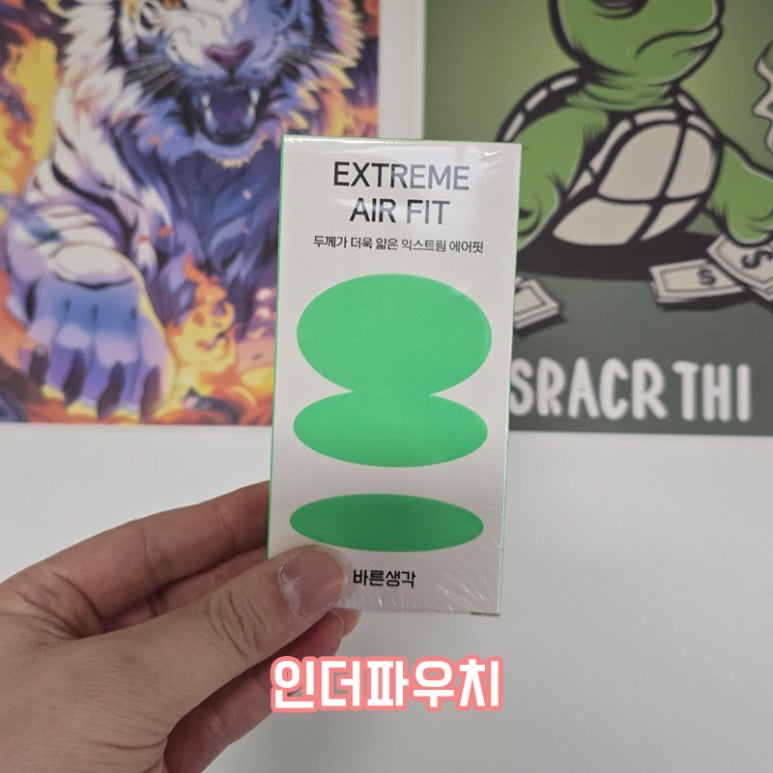 EXTREME
AIR FIT
두께가 더욱 얇은 익스트림 에어핏
바른생각
SRACR THI
인더파우치